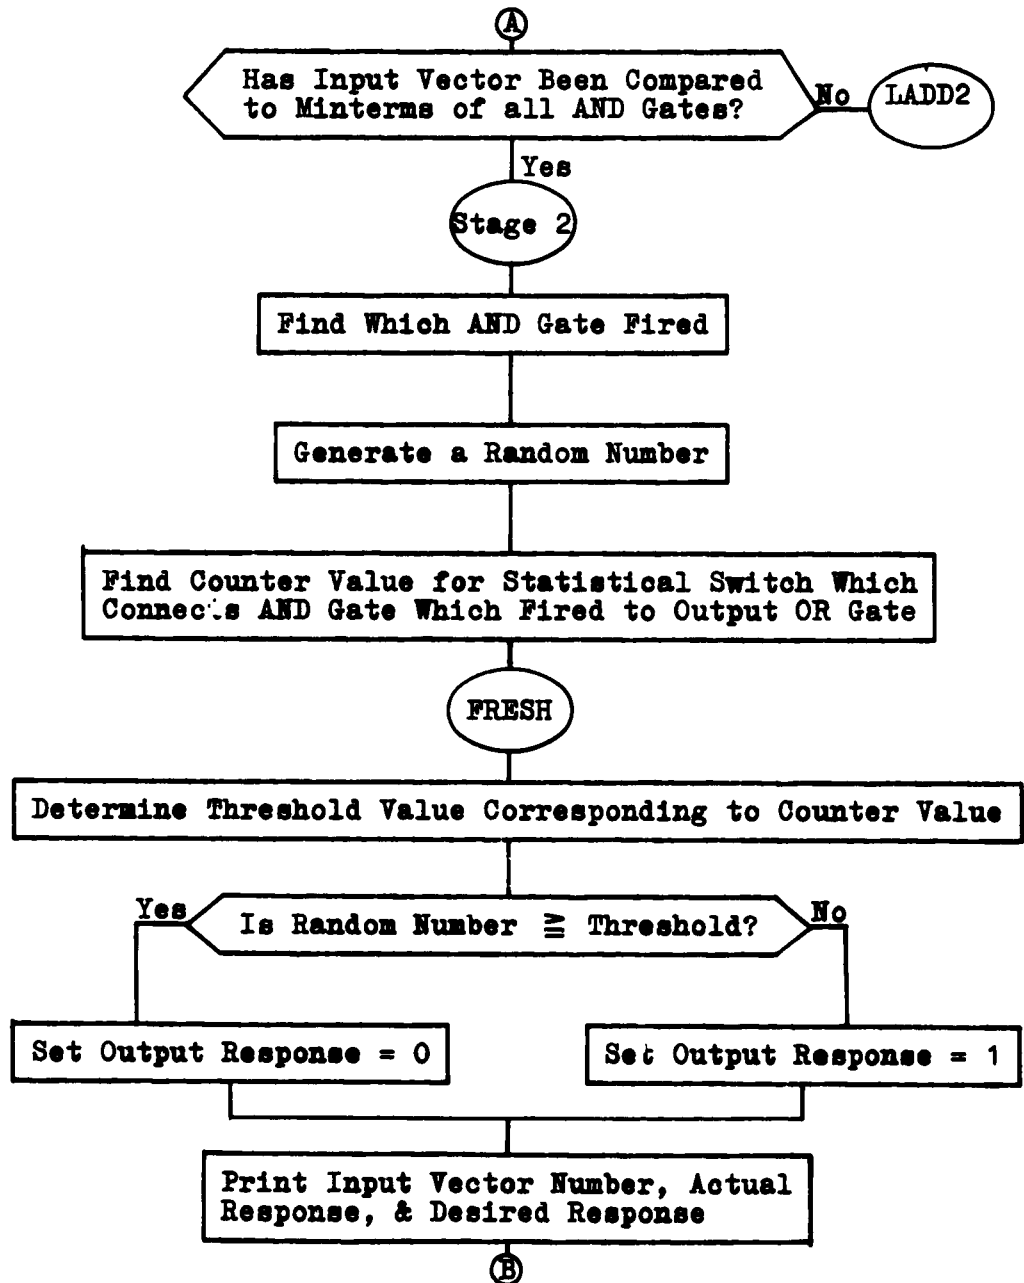 A
Has Input Vector Been Compared
to Minterms of all AND Gates?
No
LADD2
Yes
Stage 2
Find Which AND Gate Fired
Generate a Random Number
Find Counter Value for Statistical Switch Which
Connects AND Gate Which Fired to Output OR Gate
FRESH
Determine Threshold Value Corresponding to Counter Value
Yes
Is Random Number ≧ Threshold?
No
Set Output Response = 0
Set Output Response = 1
Print Input Vector Number, Actual
Response, & Desired Response
B